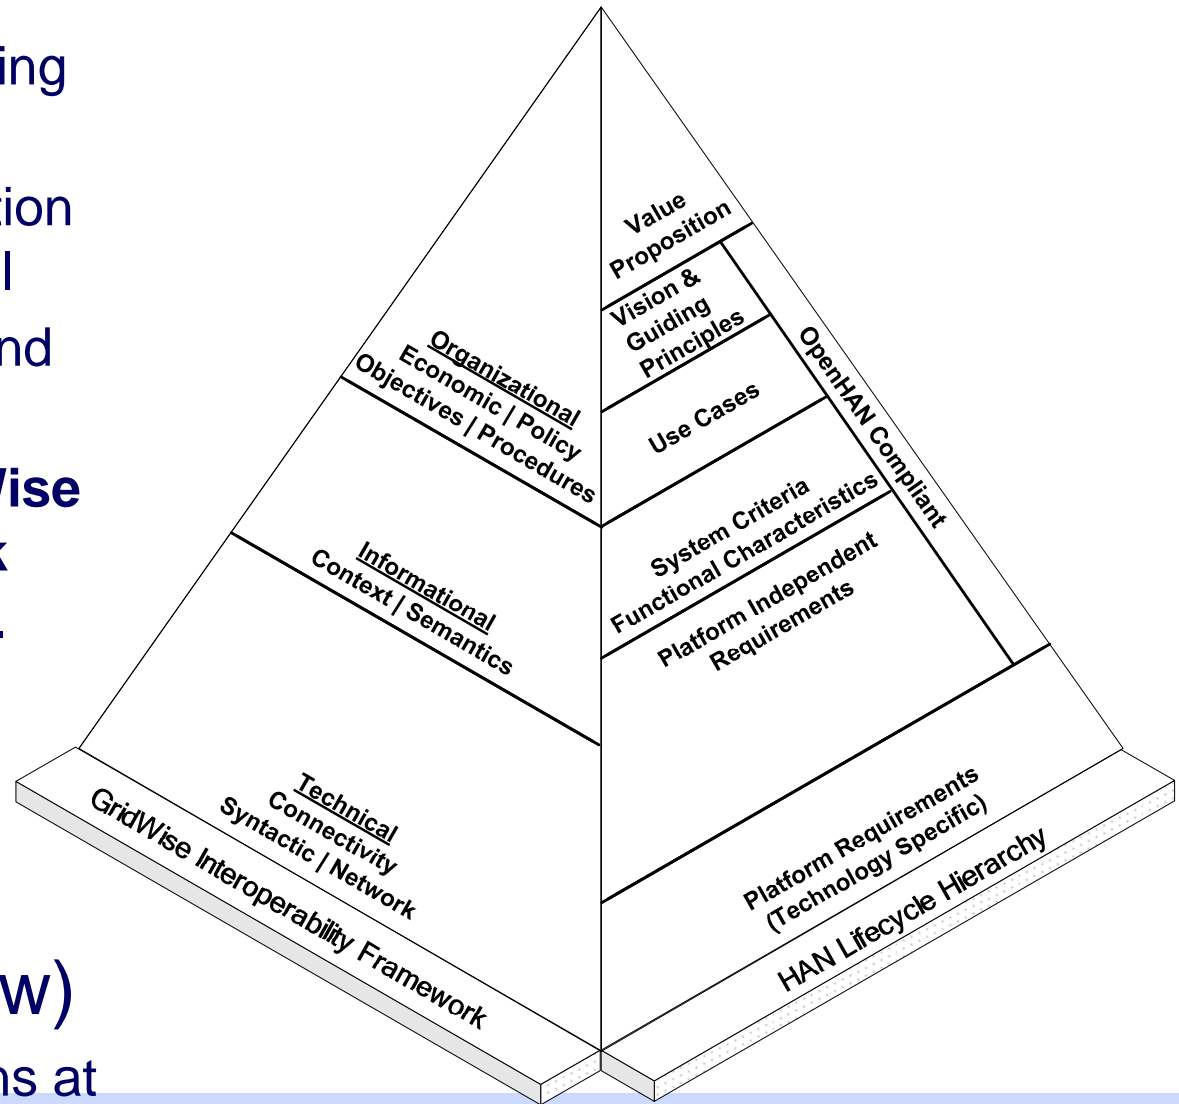 ing
tion
l
nd
Wise
k
.
w)
ns at
Value
Proposition
Vision &
Guiding
Principles
Use Cases
System Criteria
Functional Characteristics
Platform Independent
Requirements
Platform Requirements
(Technology Specific)
OpenHAN Compliant
HAN Lifecycle Hierarchy
Organizational
Economic | Policy
Objectives | Procedures
Informational
Context | Semantics
Technical
Connectivity
Syntactic | Network
GridWise Interoperability Framework